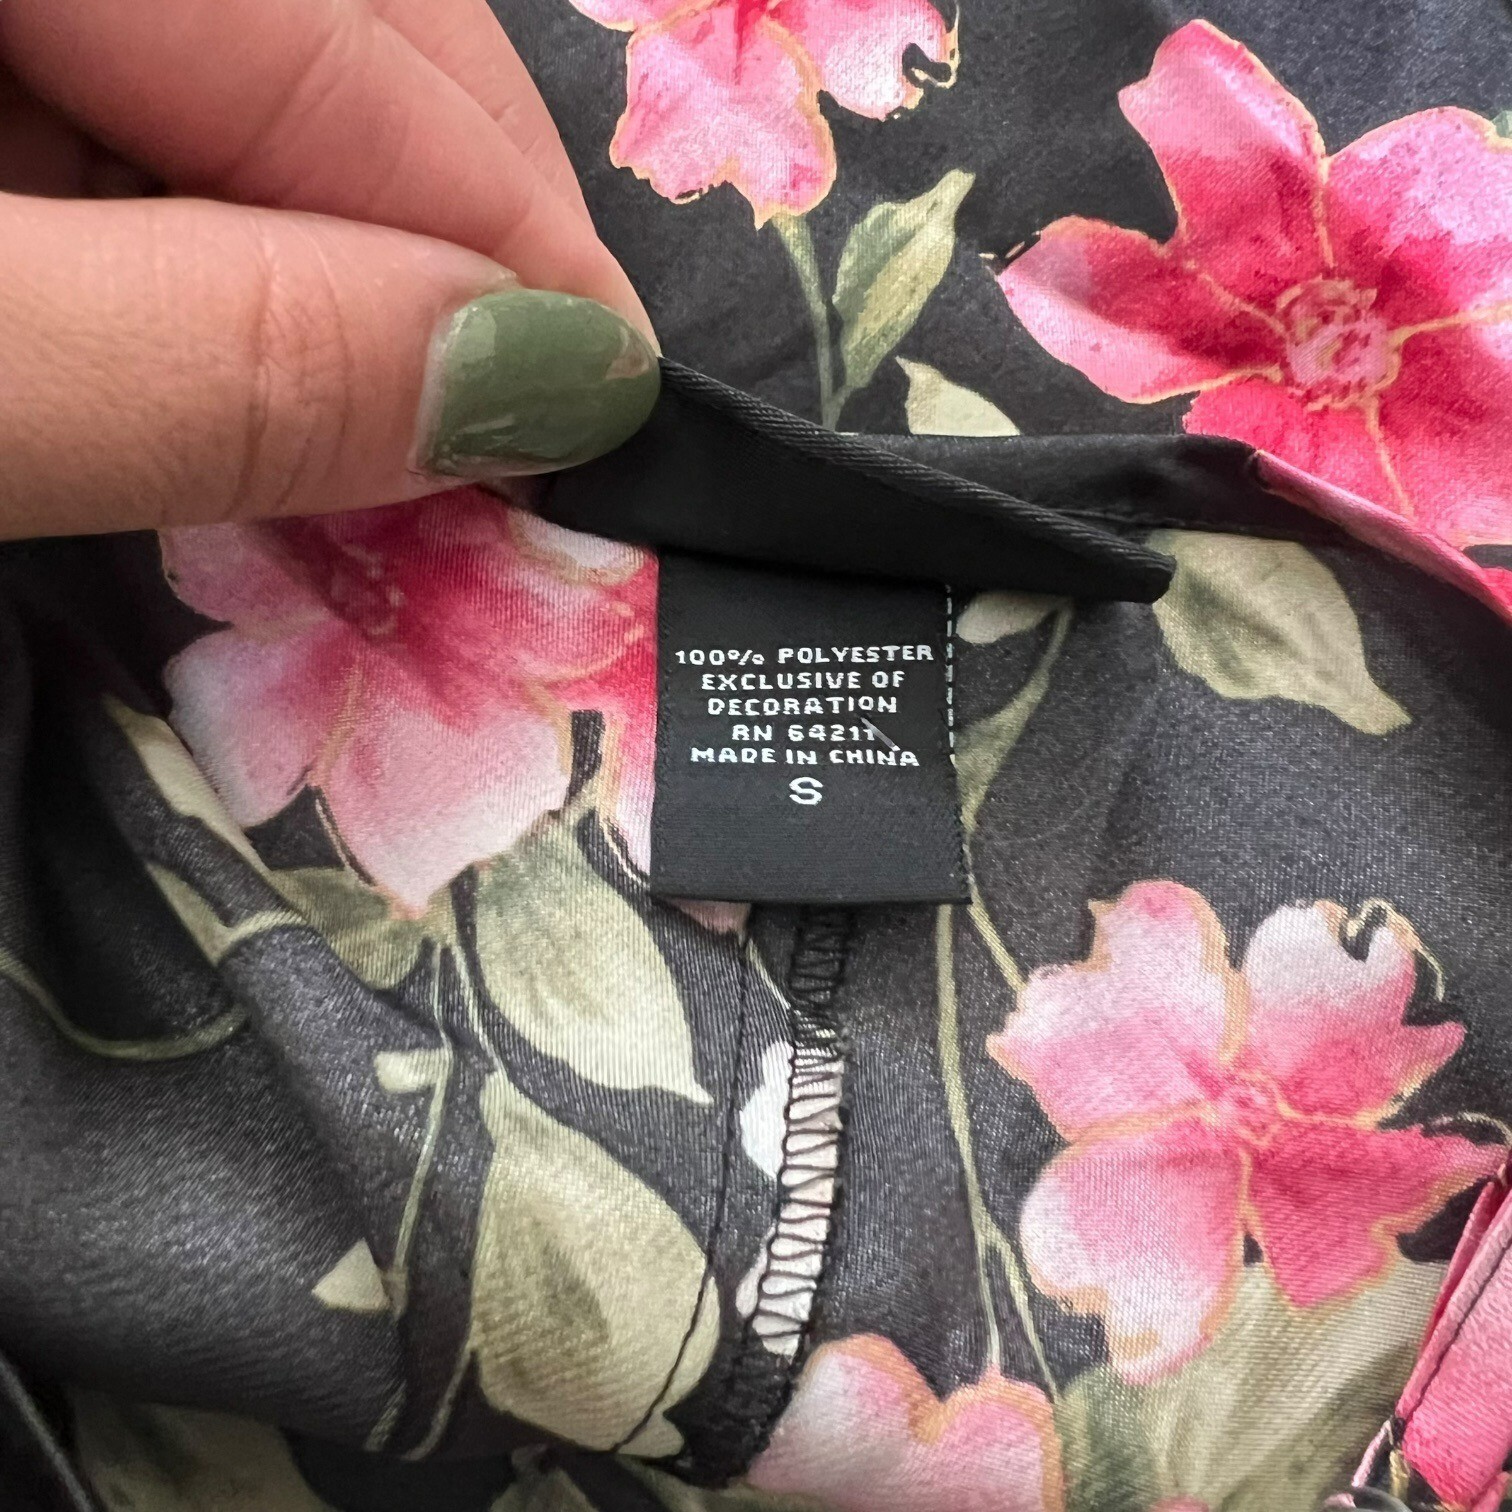 100% POLYESTER
EXCLUSIVE OF
DECORATION
RN 64211
MADE IN CHINA
S